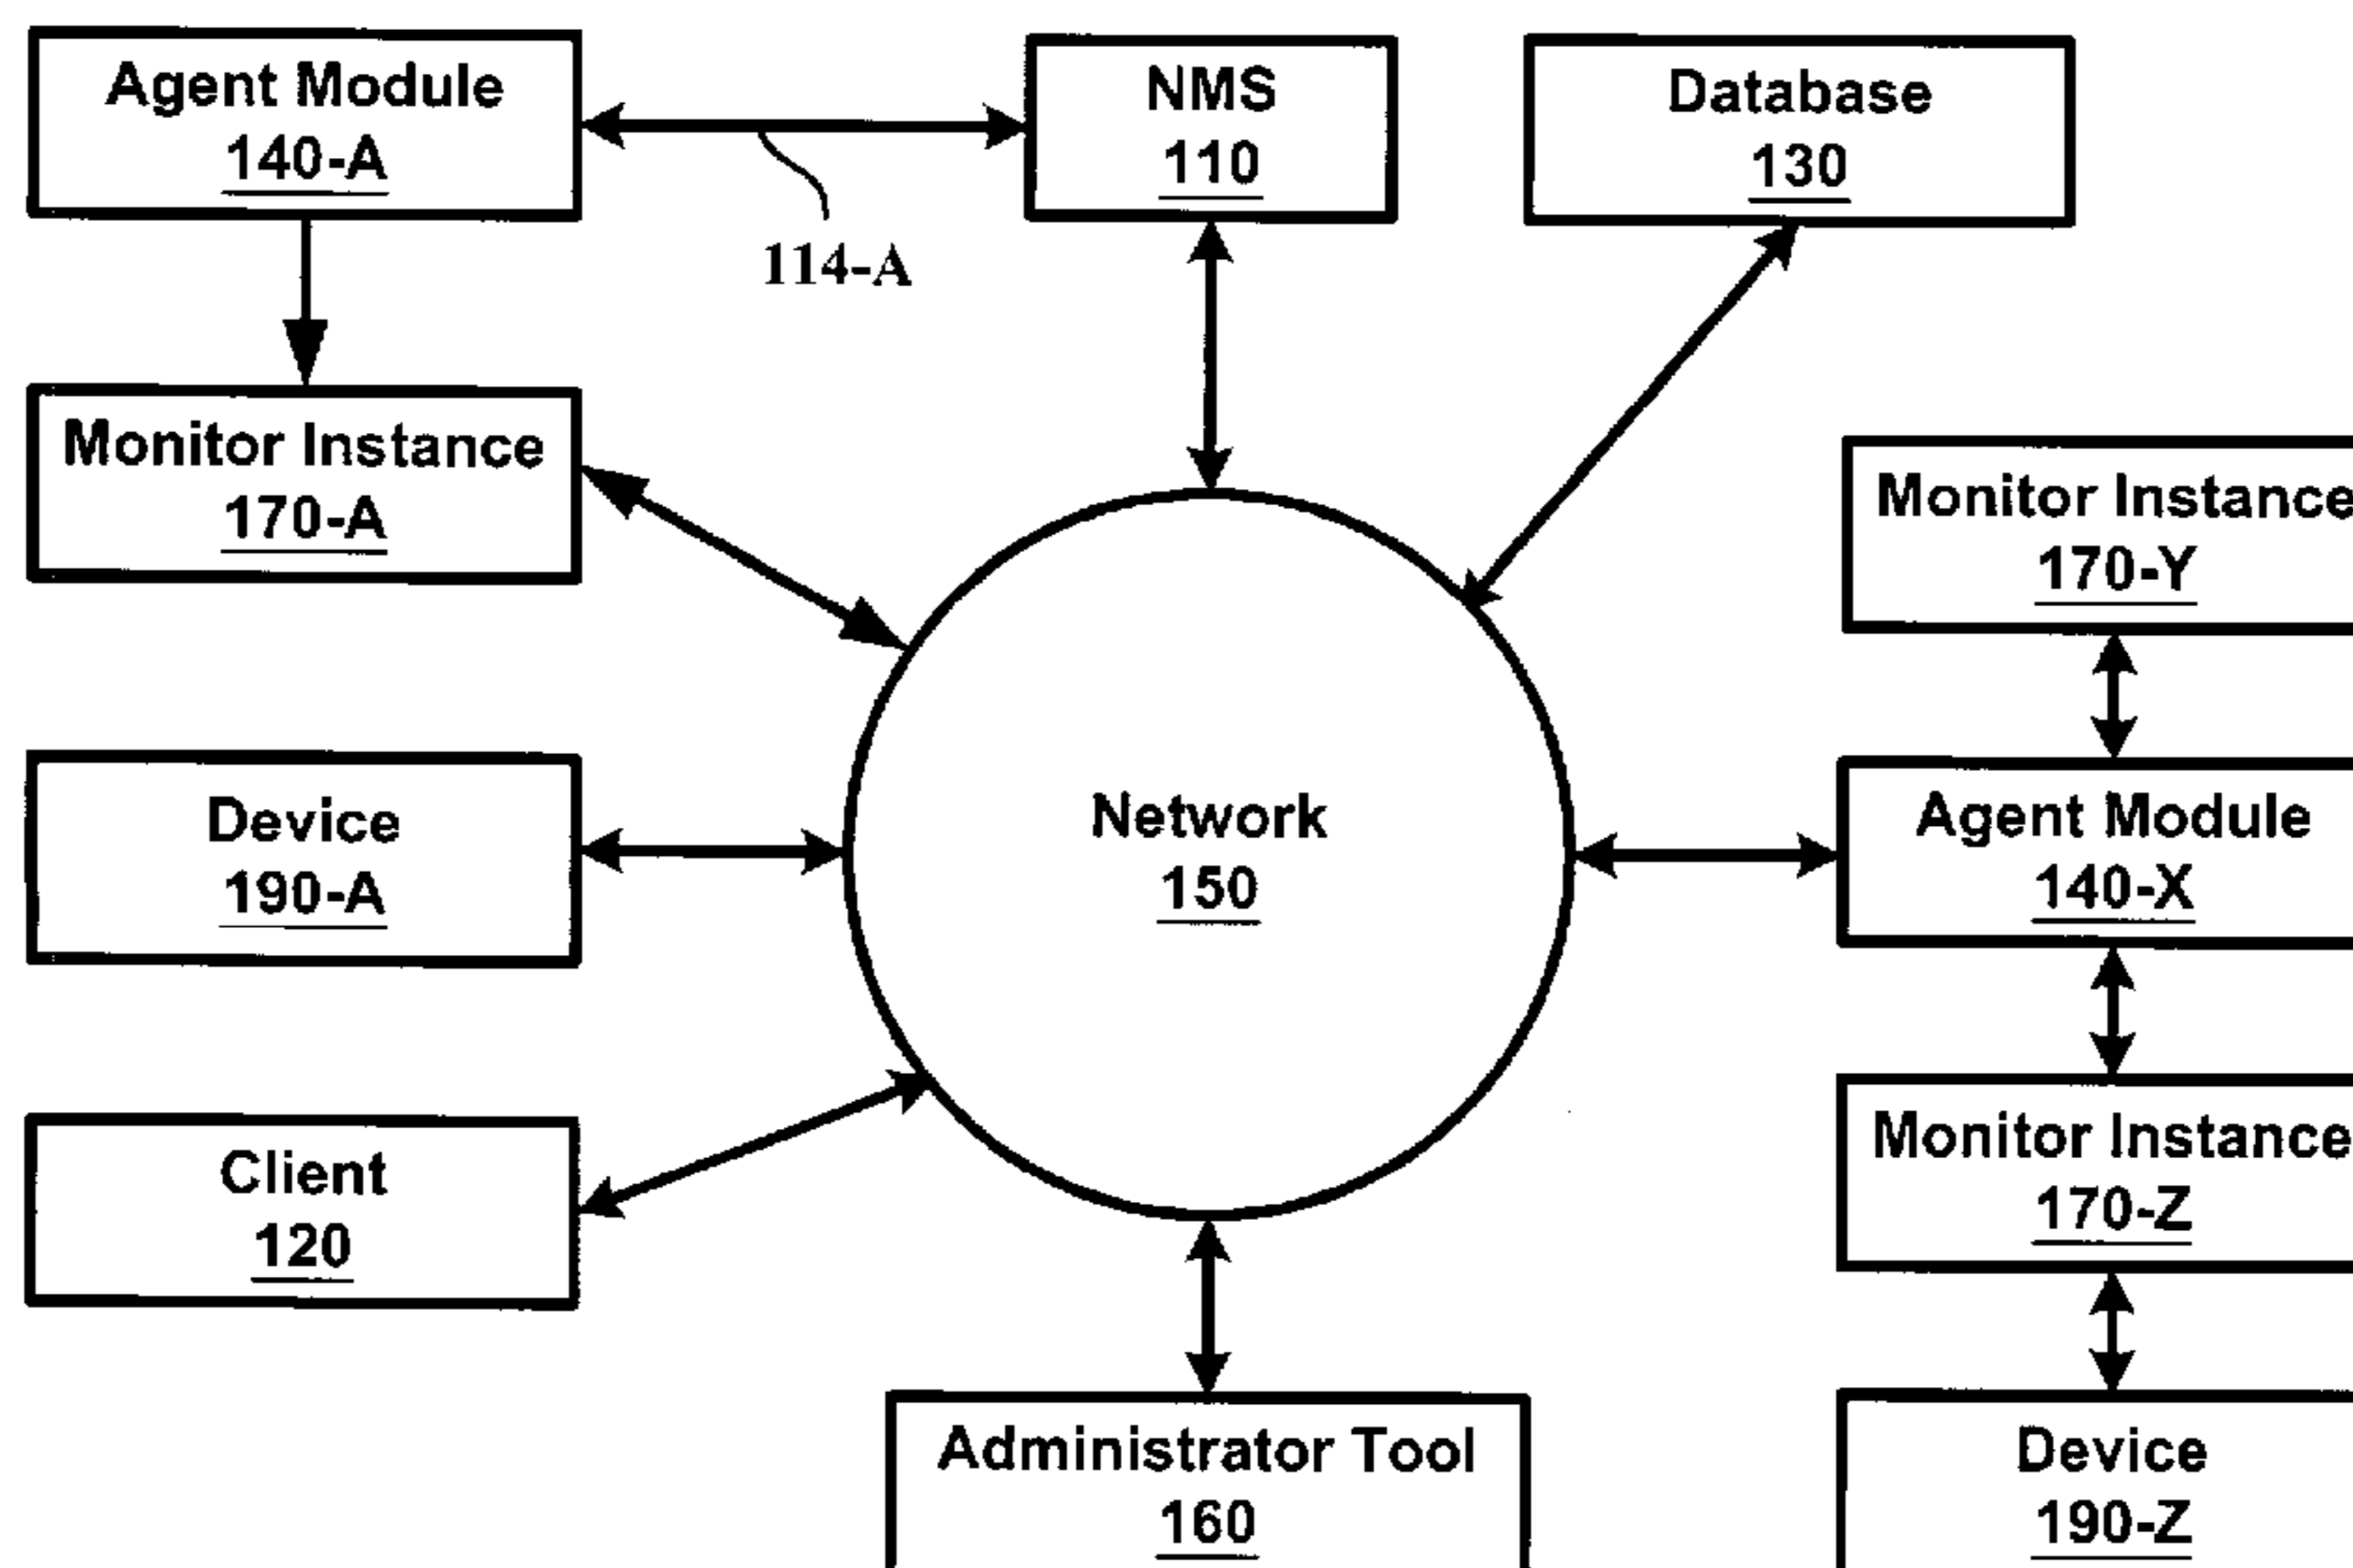 Agent Module
140-A
NMS
110
Database
130
114-A
Monitor Instance
170-A
Monitor Instance
170-Y
Device
190-A
Network
150
Agent Module
140-X
Client
120
Monitor Instance
170-Z
Administrator Tool
160
Device
190-Z